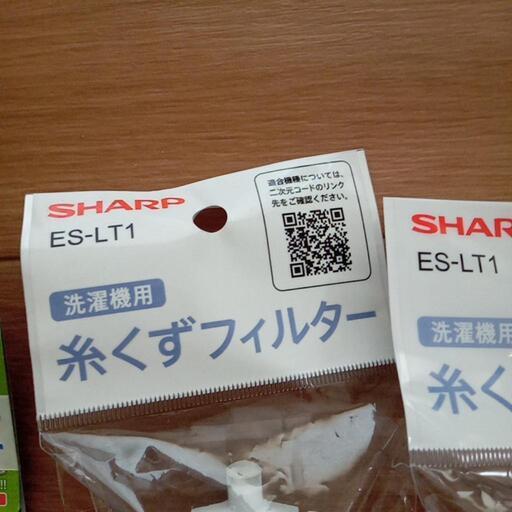 SHARP
ES-LT1
適合機種については、
二次元コードのリンク
先をご確認ください。
洗濯機用
糸くずフィルター
SHAR
ES-LT1
洗濯機用
糸く